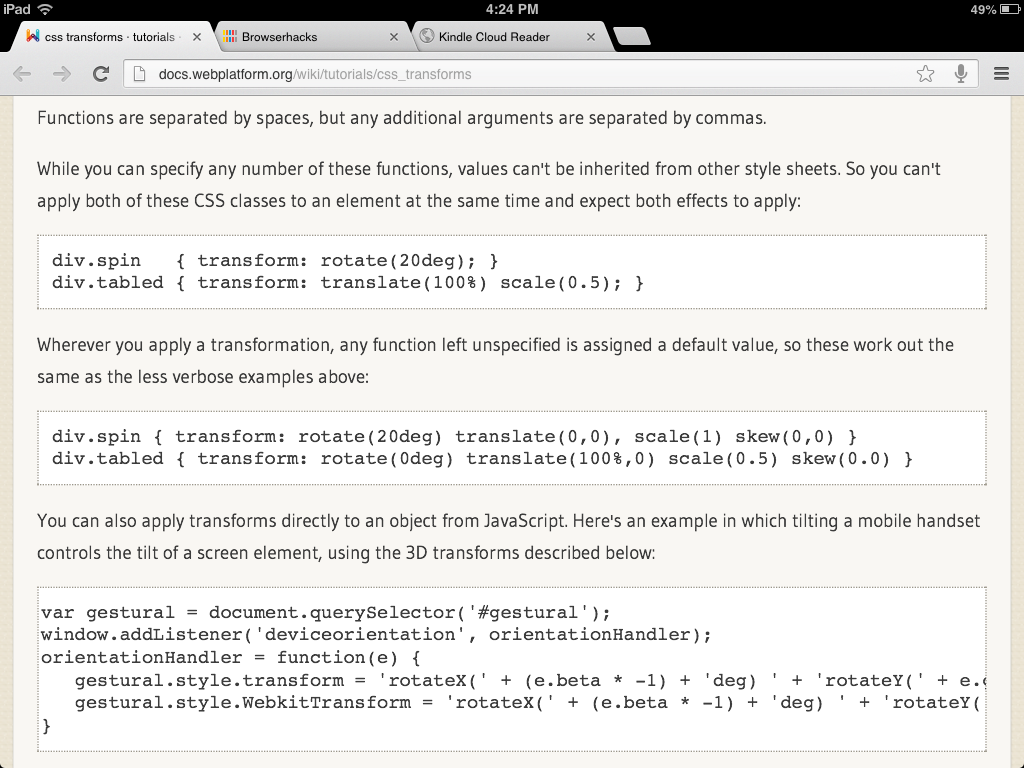 iPad 4:24 PM 49%
css transforms · tutorials · Browserhacks Kindle Cloud Reader
docs.webplatform.org/wiki/tutorials/css_transforms
Functions are separated by spaces, but any additional arguments are separated by commas.
While you can specify any number of these functions, values can't be inherited from other style sheets. So you can't
apply both of these CSS classes to an element at the same time and expect both effects to apply:
div.spin   { transform: rotate(20deg); }
div.tabled { transform: translate(100%) scale(0.5); }
Wherever you apply a transformation, any function left unspecified is assigned a default value, so these work out the
same as the less verbose examples above:
div.spin { transform: rotate(20deg) translate(0,0), scale(1) skew(0,0) }
div.tabled { transform: rotate(0deg) translate(100%,0) scale(0.5) skew(0.0) }
You can also apply transforms directly to an object from JavaScript. Here's an example in which tilting a mobile handset
controls the tilt of a screen element, using the 3D transforms described below:
var gestural = document.querySelector('#gestural');
window.addListener('deviceorientation', orientationHandler);
orientationHandler = function(e) {
   gestural.style.transform = 'rotateX(' + (e.beta * -1) + 'deg) ' + 'rotateY(' + e.
   gestural.style.WebkitTransform = 'rotateX(' + (e.beta * -1) + 'deg) ' + 'rotateY(
}